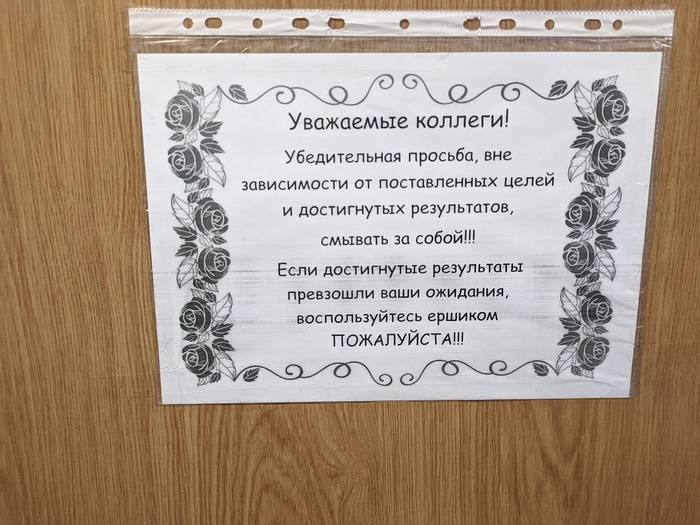 Уважаемые коллеги!
Убедительная просьба, вне
зависимости от поставленных целей
и достигнутых результатов,
смывать за собой!!!
Если достигнутые результаты
превзошли ваши ожидания,
воспользуйтесь ершиком
ПОЖАЛУЙСТА!!!